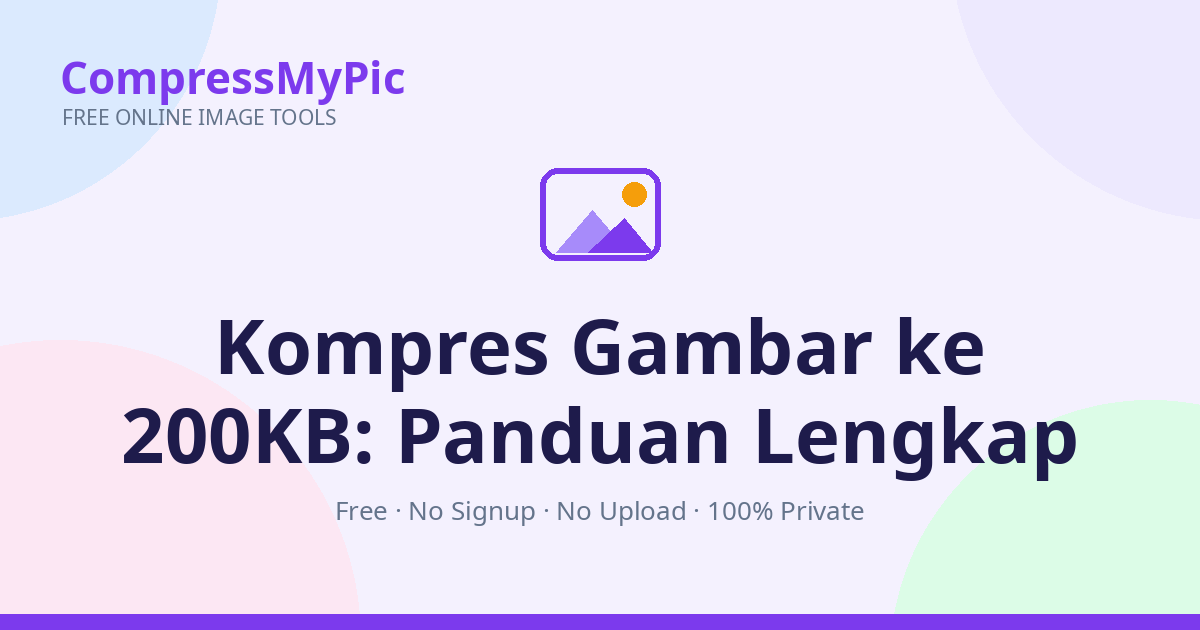 CompressMyPic
FREE ONLINE IMAGE TOOLS
Kompres Gambar ke
200KB: Panduan Lengkap
Free · No Signup · No Upload · 100% Private